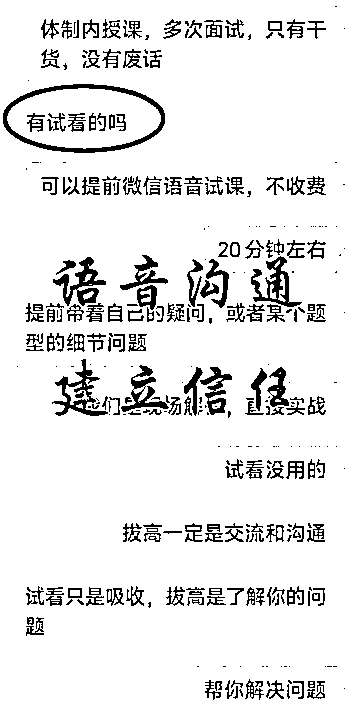 体制内授课，多次面试，只有干
货，没有废话
有试看的吗
可以提前微信语音试课，不收费
20分钟左右
语音沟通
提前带着自己的疑问，或者某个题
型的细节问题
建立信任
们
场解
，直接实战
试看没用的
拔高一定是交流和沟通
试看只是吸收，拔高是了解你的问
题
帮你解决问题